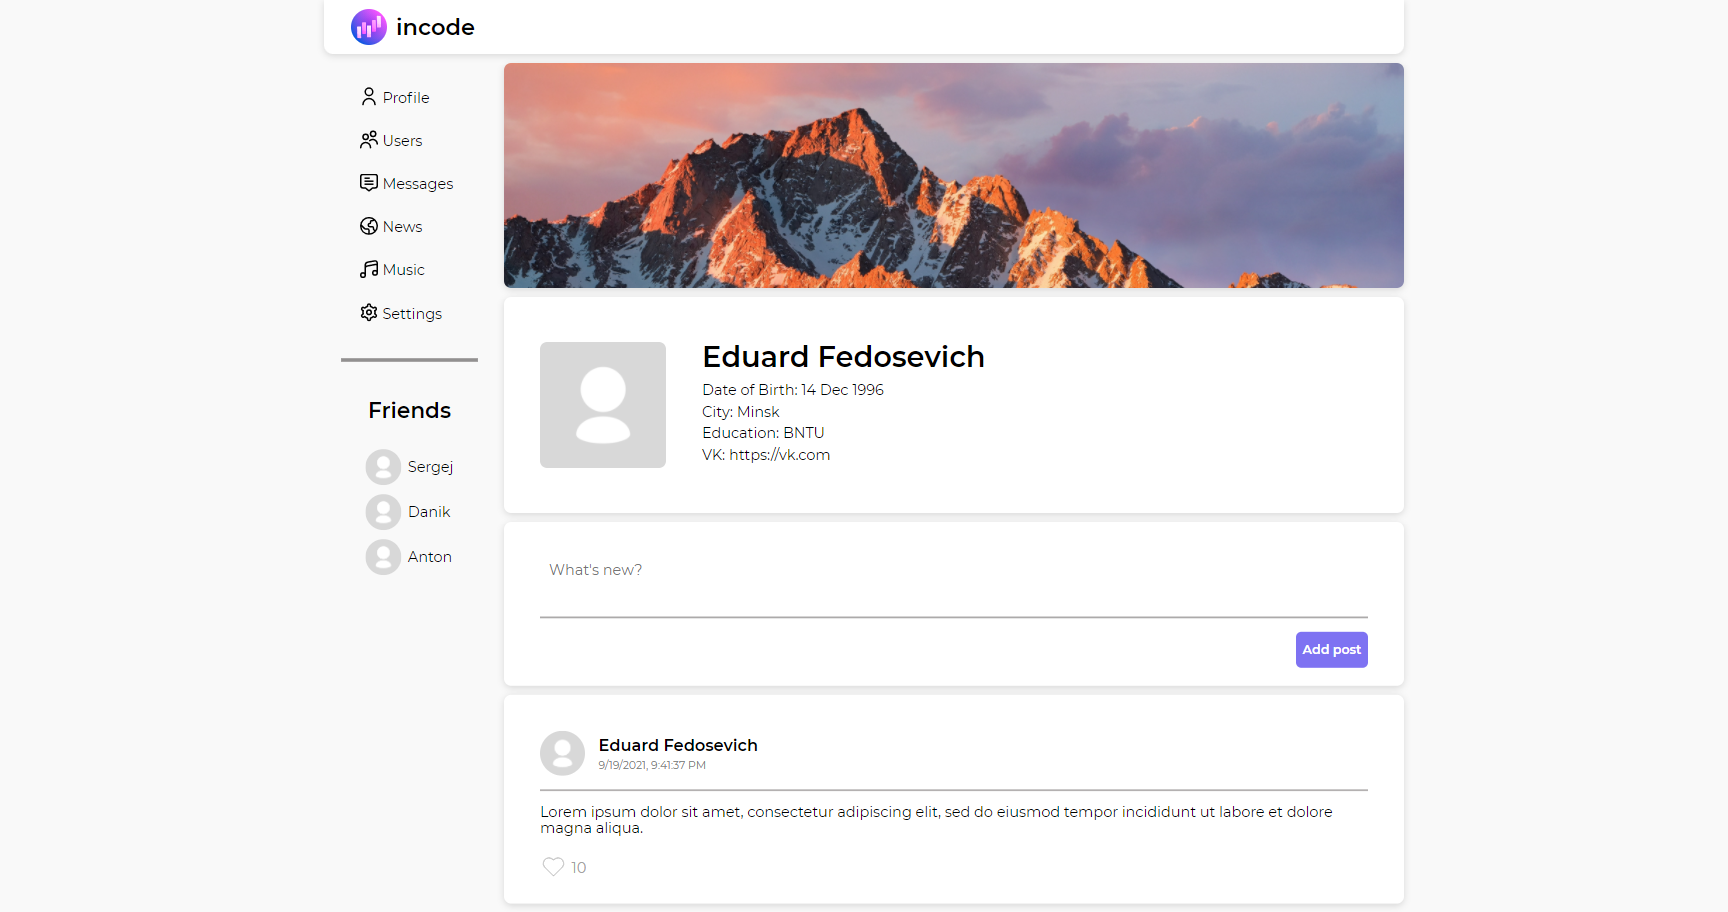 incode
Profile
Users
Messages
News
Music
Settings
Friends
Sergej
Danik
Anton
Eduard Fedosevich
Date of Birth: 14 Dec 1996
City: Minsk
Education: BNTU
VK: https://vk.com
What's new?
Add post
Eduard Fedosevich
9/19/2021, 9:41:37 PM
Lorem ipsum dolor sit amet, consectetur adipiscing elit, sed do eiusmod tempor incididunt ut labore et dolore
magna aliqua.
10